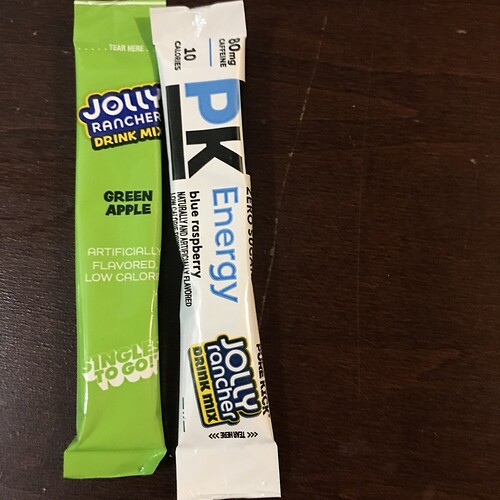 TEAR HERE
JOLLY
RANCHER
DRINK MIX
GREEN
APPLE
ARTIFICIALLY
FLAVORED
LOW CALORIE
SINGLES
TO GO!
80mg
CAFFEINE
10
CALORIES
PK
Energy
blue raspberry
NATURALLY AND ARTIFICIALLY FLAVORED
ZERO SUGAR
PURE KICK
JOLLY
rancher
DRINK MIX
<<< TEAR HERE >>>